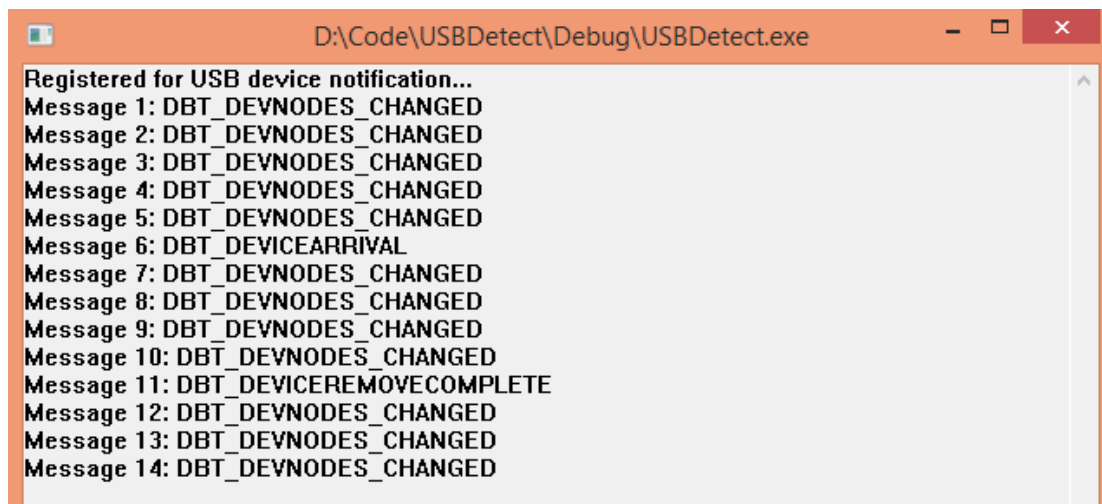 D:\Code\USBDetect\Debug\USBDetect.exe
Registered for USB device notification...
Message 1: DBT_DEVNODES_CHANGED
Message 2: DBT_DEVNODES_CHANGED
Message 3: DBT_DEVNODES_CHANGED
Message 4: DBT_DEVNODES_CHANGED
Message 5: DBT_DEVNODES_CHANGED
Message 6: DBT_DEVICEARRIVAL
Message 7: DBT_DEVNODES_CHANGED
Message 8: DBT_DEVNODES_CHANGED
Message 9: DBT_DEVNODES_CHANGED
Message 10: DBT_DEVNODES_CHANGED
Message 11: DBT_DEVICEREMOVECOMPLETE
Message 12: DBT_DEVNODES_CHANGED
Message 13: DBT_DEVNODES_CHANGED
Message 14: DBT_DEVNODES_CHANGED